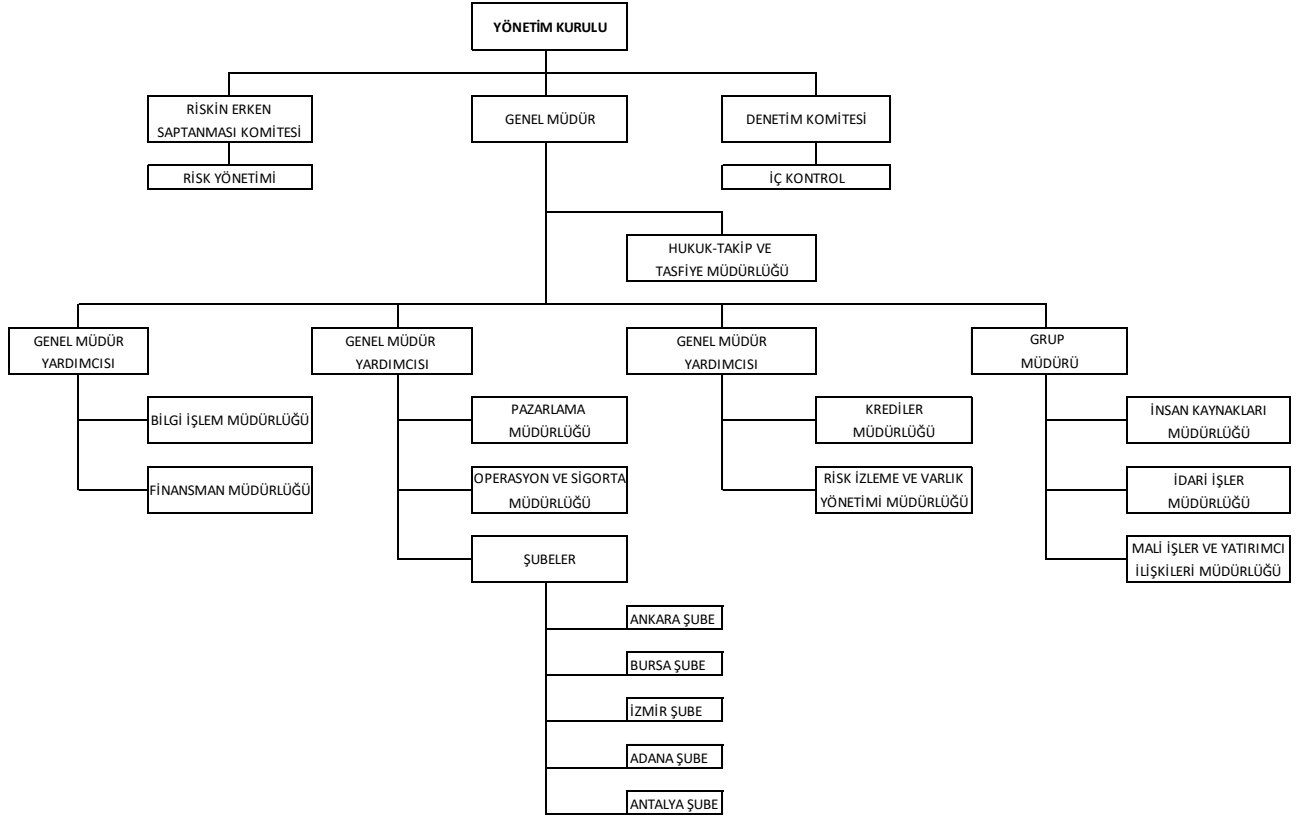 YÖNETİM KURULU
RİSKİN ERKEN
SAPTANMASI KOMİTESİ
GENEL MÜDÜR
DENETİM KOMİTESİ
RİSK YÖNETİMİ
İÇ KONTROL
HUKUK-TAKİP VE
TASFİYE MÜDÜRLÜĞÜ
GENEL MÜDÜR
YARDIMCISI
GENEL MÜDÜR
YARDIMCISI
GENEL MÜDÜR
YARDIMCISI
GRUP
MÜDÜRÜ
BİLGİ İŞLEM MÜDÜRLÜĞÜ
PAZARLAMA
MÜDÜRLÜĞÜ
KREDİLER
MÜDÜRLÜĞÜ
İNSAN KAYNAKLARI
MÜDÜRLÜĞÜ
FİNANSMAN MÜDÜRLÜĞÜ
OPERASYON VE SİGORTA
MÜDÜRLÜĞÜ
RİSK İZLEME VE VARLIK
YÖNETİMİ MÜDÜRLÜĞÜ
İDARİ İŞLER
MÜDÜRLÜĞÜ
ŞUBELER
MALİ İŞLER VE YATIRIMCI
İLİŞKİLERİ MÜDÜRLÜĞÜ
ANKARA ŞUBE
BURSA ŞUBE
İZMİR ŞUBE
ADANA ŞUBE
ANTALYA ŞUBE